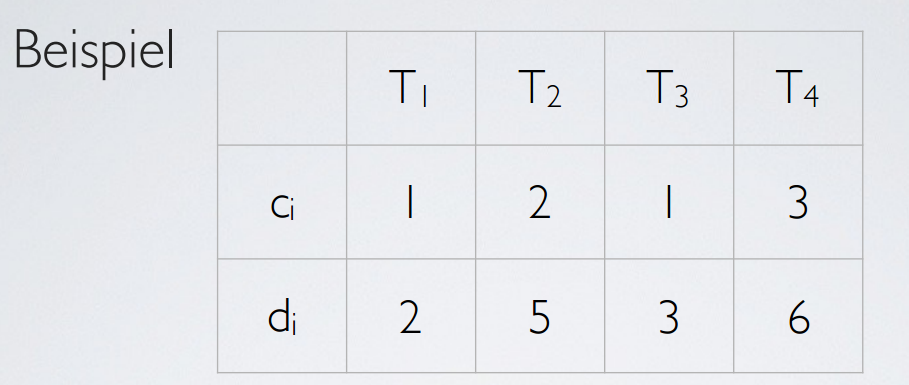 Beispiel
T₁ T₂ T₃ T₄
cᵢ 1 2 1 3
dᵢ 2 5 3 6